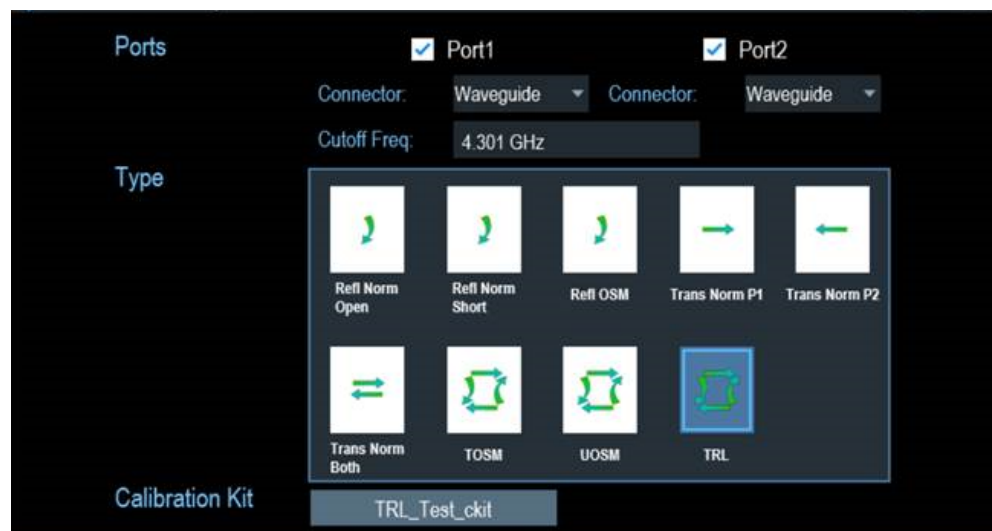 Ports
Port1
Port2
Connector: Waveguide Connector: Waveguide
Cutoff Freq: 4.301 GHz
Type
Refl Norm Open
Refl Norm Short
Refl OSM
Trans Norm P1
Trans Norm P2
Trans Norm Both
TOSM
UOSM
TRL
Calibration Kit
TRL_Test_ckit